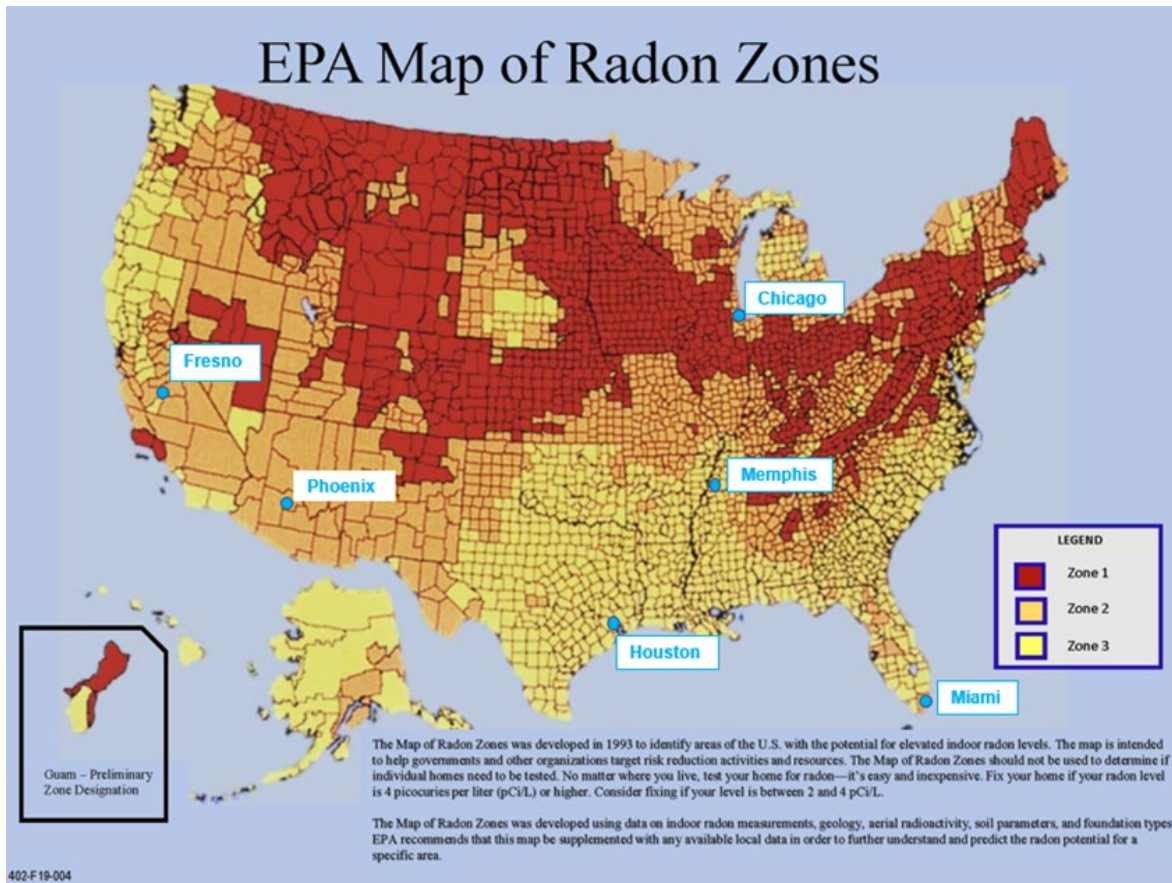 EPA Map of Radon Zones
Chicago
Fresno
Phoenix
Memphis
LEGEND
Zone 1
Zone 2
Zone 3
Houston
Miami
Guam – Preliminary
Zone Designation
The Map of Radon Zones was developed in 1993 to identify areas of the U.S. with the potential for elevated indoor radon levels. The map is intended
to help governments and other organizations target risk reduction activities and resources. The Map of Radon Zones should not be used to determine if
individual homes need to be tested. No matter where you live, test your home for radon—it's easy and inexpensive. Fix your home if your radon level
is 4 picocuries per liter (pCi/L) or higher. Consider fixing if your level is between 2 and 4 pCi/L.
The Map of Radon Zones was developed using data on indoor radon measurements, geology, aerial radioactivity, soil parameters, and foundation types
EPA recommends that this map be supplemented with any available local data in order to further understand and predict the radon potential for a
specific area.
402-F19-004